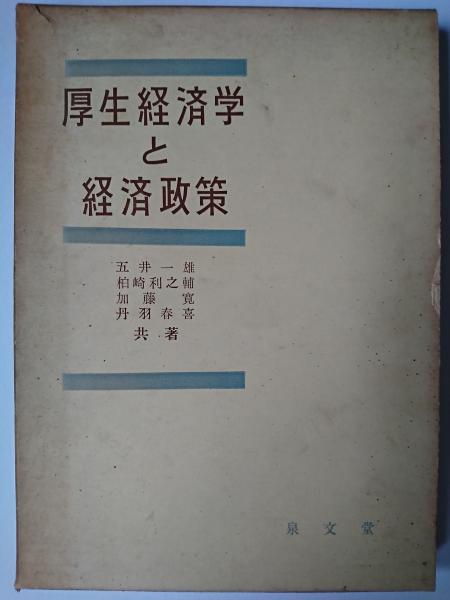 厚生経済学
と
経済政策
五井一雄
柏崎利之輔
加藤寛
丹羽春喜
共著
泉文堂